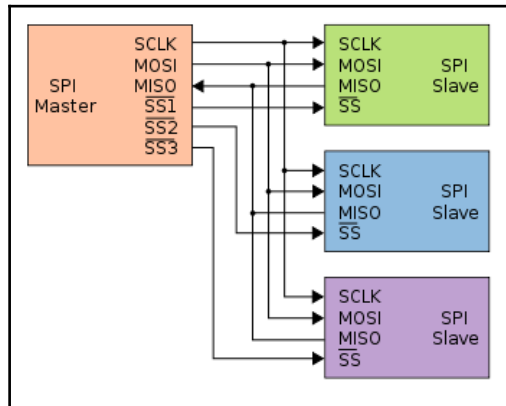 SPI
Master
SCLK
MOSI
MISO
SS1
SS2
SS3
SCLK
MOSI
MISO
SS
SPI
Slave
SCLK
MOSI
MISO
SS
SPI
Slave
SCLK
MOSI
MISO
SS
SPI
Slave